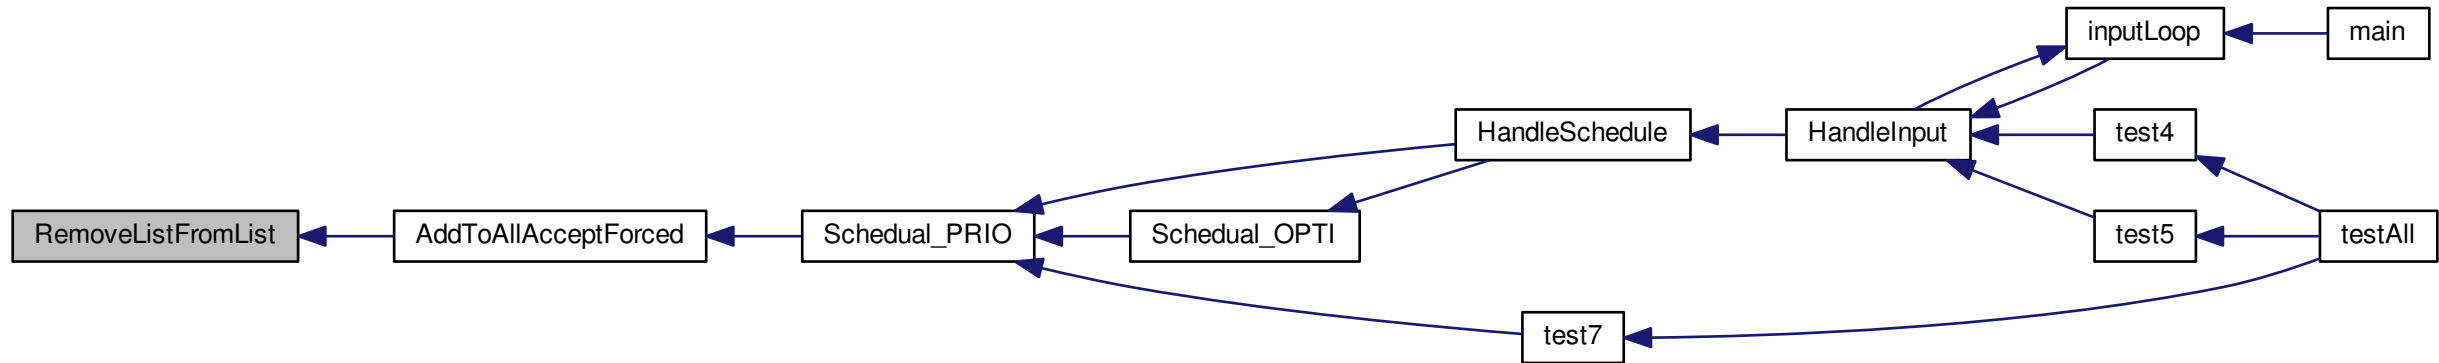 inputLoop
main
HandleSchedule
HandleInput
test4
RemoveListFromList
AddToAllAcceptForced
Schedual_PRIO
Schedual_OPTI
test5
testAll
test7